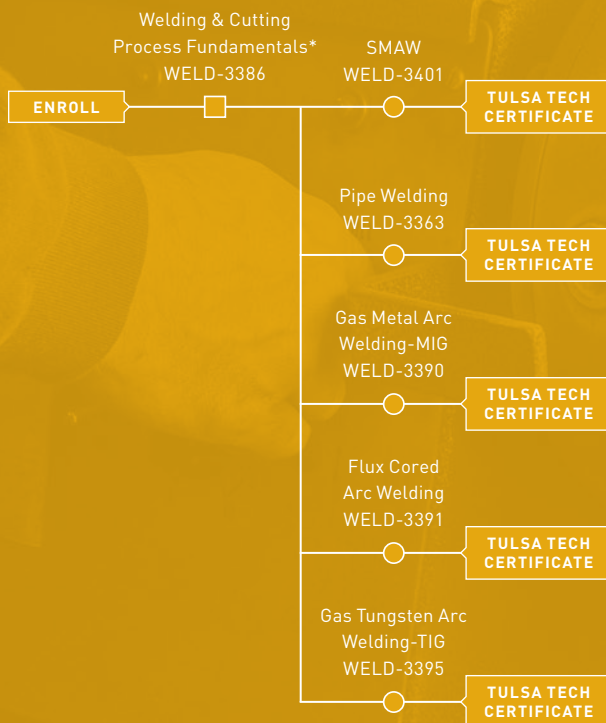 Welding & Cutting
Process Fundamentals*
WELD-3386
ENROLL
SMAW
WELD-3401
TULSA TECH
CERTIFICATE
Pipe Welding
WELD-3363
TULSA TECH
CERTIFICATE
Gas Metal Arc
Welding-MIG
WELD-3390
TULSA TECH
CERTIFICATE
Flux Cored
Arc Welding
WELD-3391
TULSA TECH
CERTIFICATE
Gas Tungsten Arc
Welding-TIG
WELD-3395
TULSA TECH
CERTIFICATE